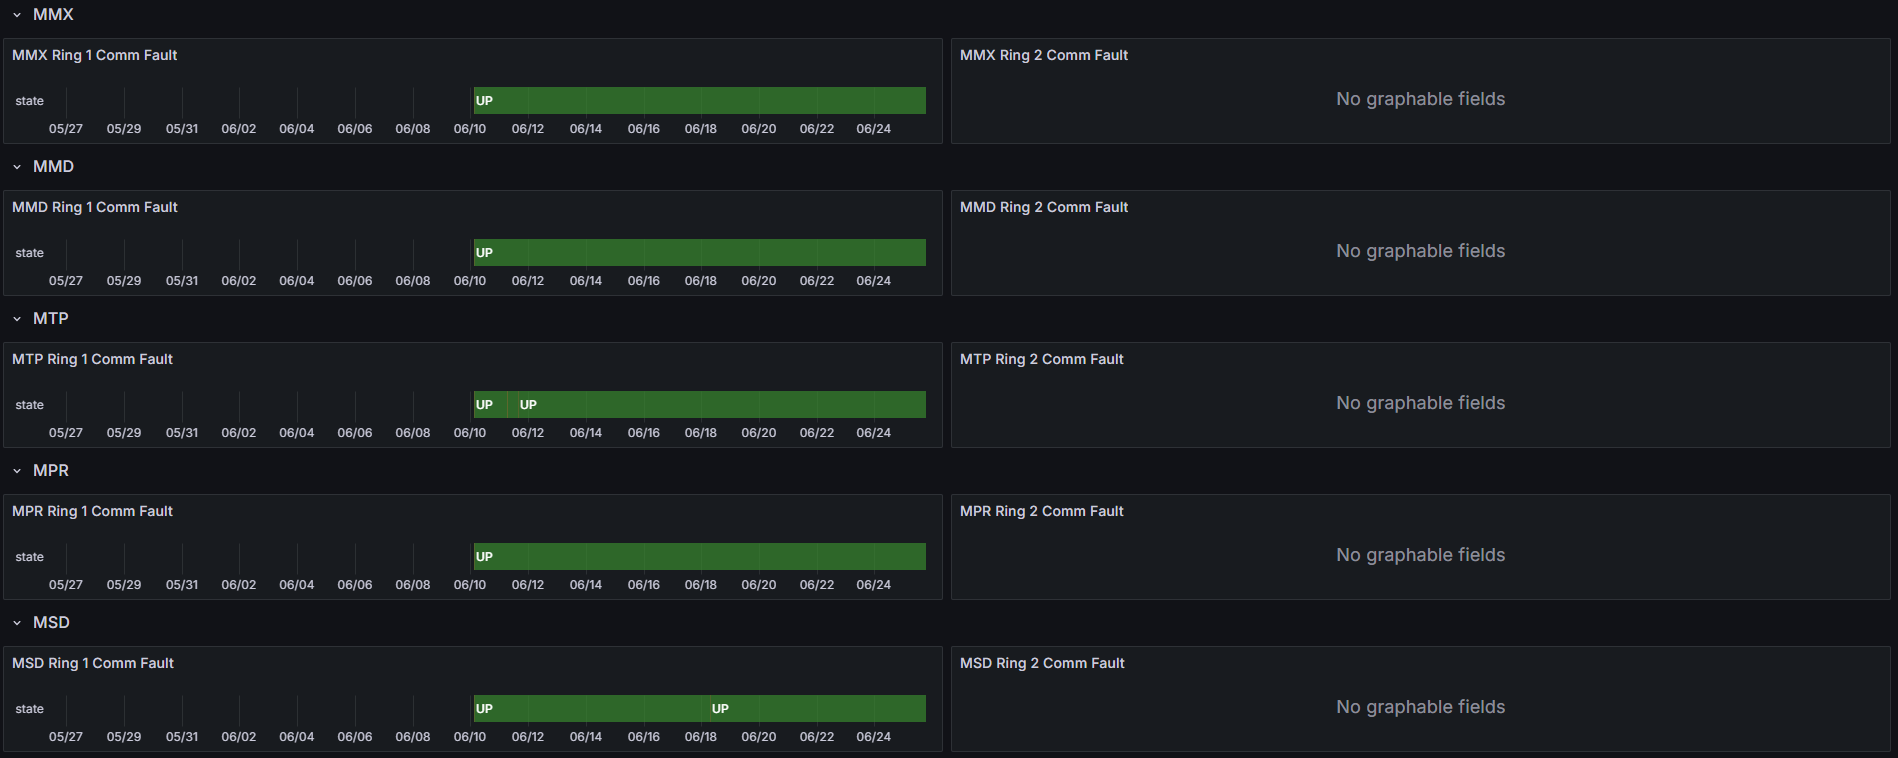 MMX
MMX Ring 1 Comm Fault
MMX Ring 2 Comm Fault
state
UP
No graphable fields
05/27 05/29 05/31 06/02 06/04 06/06 06/08 06/10 06/12 06/14 06/16 06/18 06/20 06/22 06/24
MMD
MMD Ring 1 Comm Fault
MMD Ring 2 Comm Fault
state
UP
No graphable fields
05/27 05/29 05/31 06/02 06/04 06/06 06/08 06/10 06/12 06/14 06/16 06/18 06/20 06/22 06/24
MTP
MTP Ring 1 Comm Fault
MTP Ring 2 Comm Fault
state
UP UP
No graphable fields
05/27 05/29 05/31 06/02 06/04 06/06 06/08 06/10 06/12 06/14 06/16 06/18 06/20 06/22 06/24
MPR
MPR Ring 1 Comm Fault
MPR Ring 2 Comm Fault
state
UP
No graphable fields
05/27 05/29 05/31 06/02 06/04 06/06 06/08 06/10 06/12 06/14 06/16 06/18 06/20 06/22 06/24
MSD
MSD Ring 1 Comm Fault
MSD Ring 2 Comm Fault
state
UP UP
No graphable fields
05/27 05/29 05/31 06/02 06/04 06/06 06/08 06/10 06/12 06/14 06/16 06/18 06/20 06/22 06/24